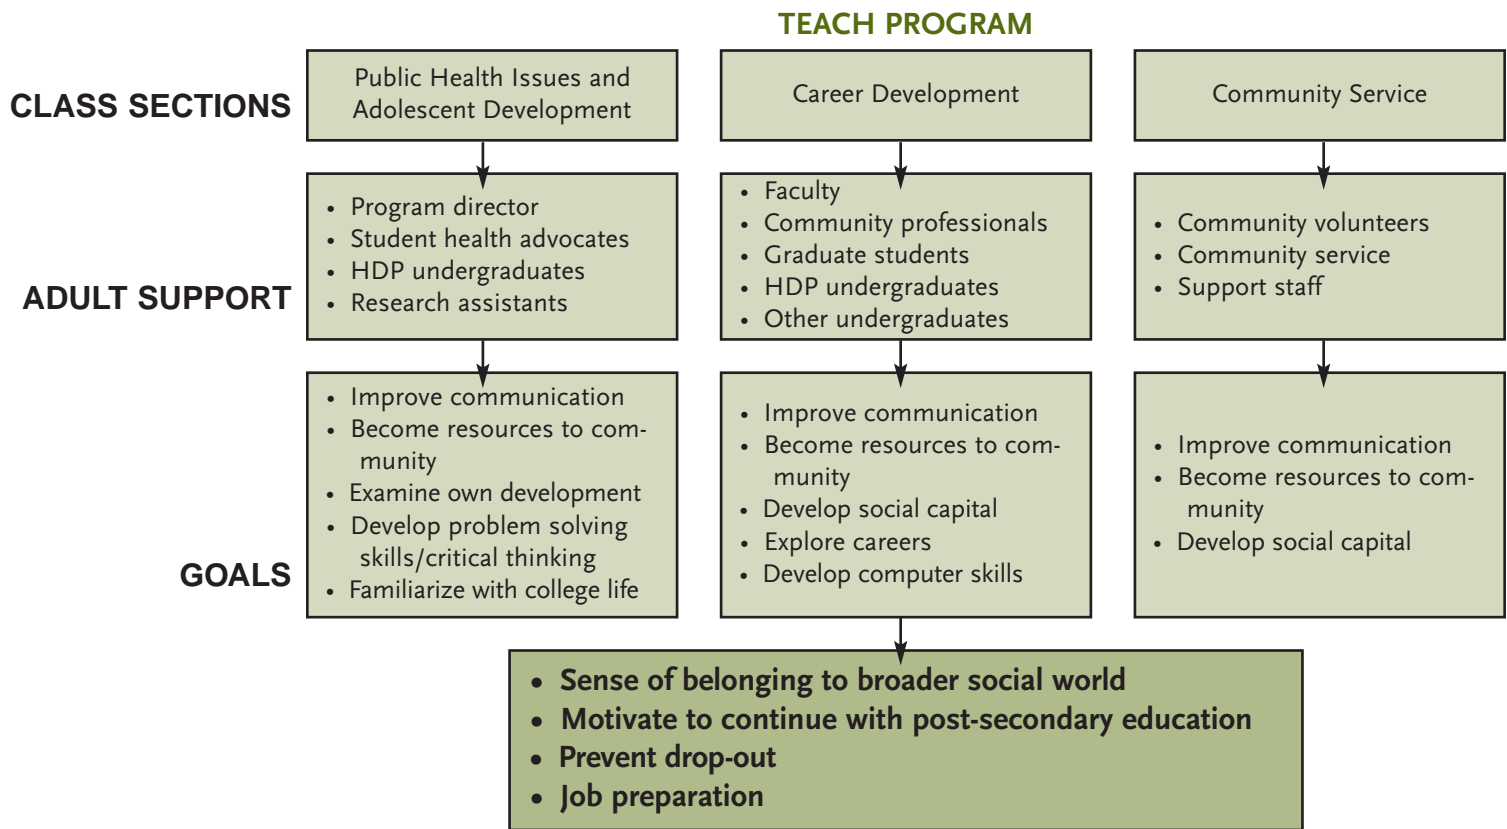 TEACH PROGRAM
CLASS SECTIONS
Public Health Issues and
Adolescent Development
Career Development
Community Service
ADULT SUPPORT
• Program director
• Student health advocates
• HDP undergraduates
• Research assistants
• Faculty
• Community professionals
• Graduate students
• HDP undergraduates
• Other undergraduates
• Community volunteers
• Community service
• Support staff
GOALS
• Improve communication
• Become resources to com-
munity
• Examine own development
• Develop problem solving
skills/critical thinking
• Familiarize with college life
• Improve communication
• Become resources to com-
munity
• Develop social capital
• Explore careers
• Develop computer skills
• Improve communication
• Become resources to com-
munity
• Develop social capital
• Sense of belonging to broader social world
• Motivate to continue with post-secondary education
• Prevent drop-out
• Job preparation